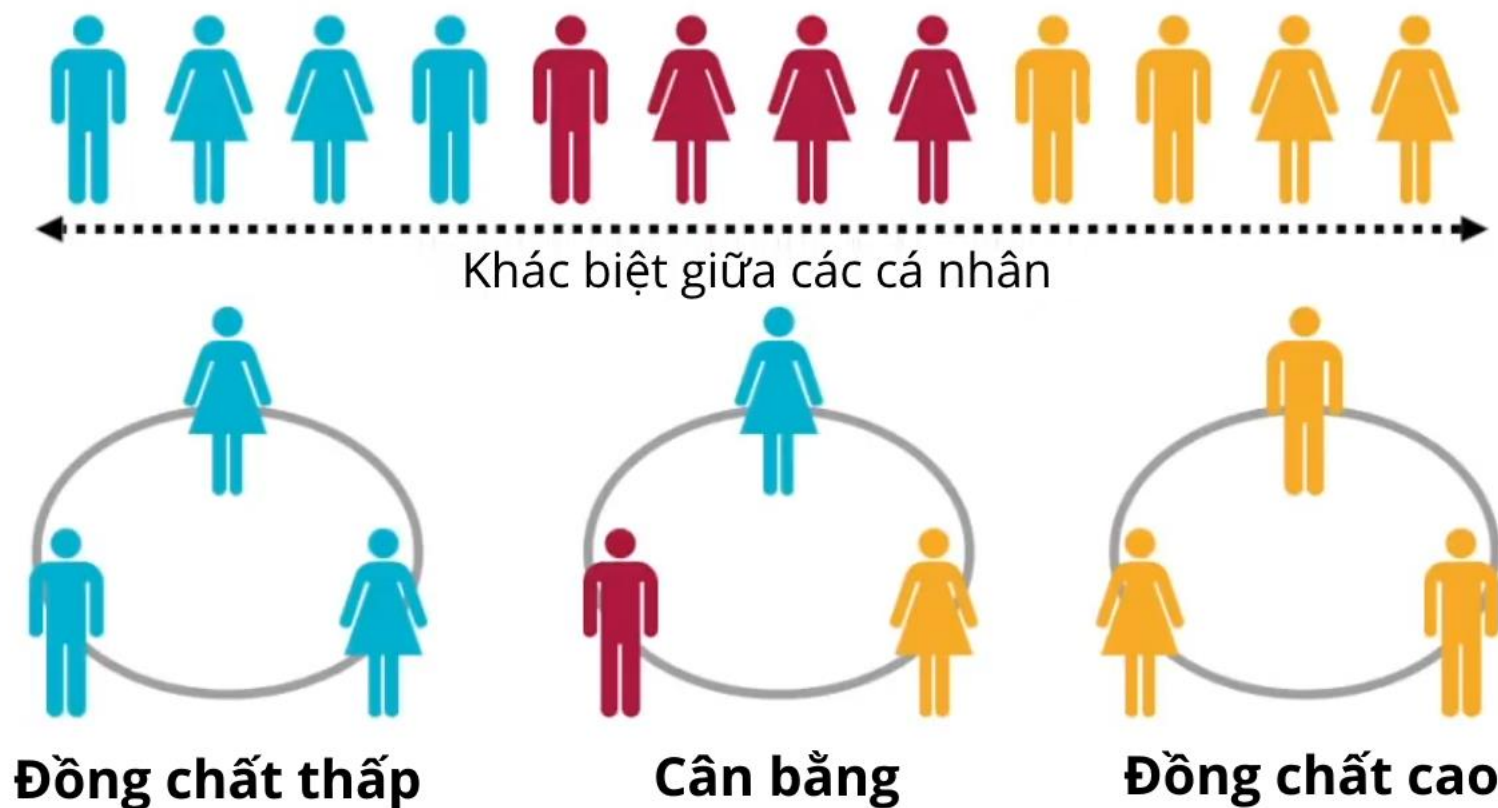 Khác biệt giữa các cá nhân
Đồng chất thấp
Cân bằng
Đồng chất cao